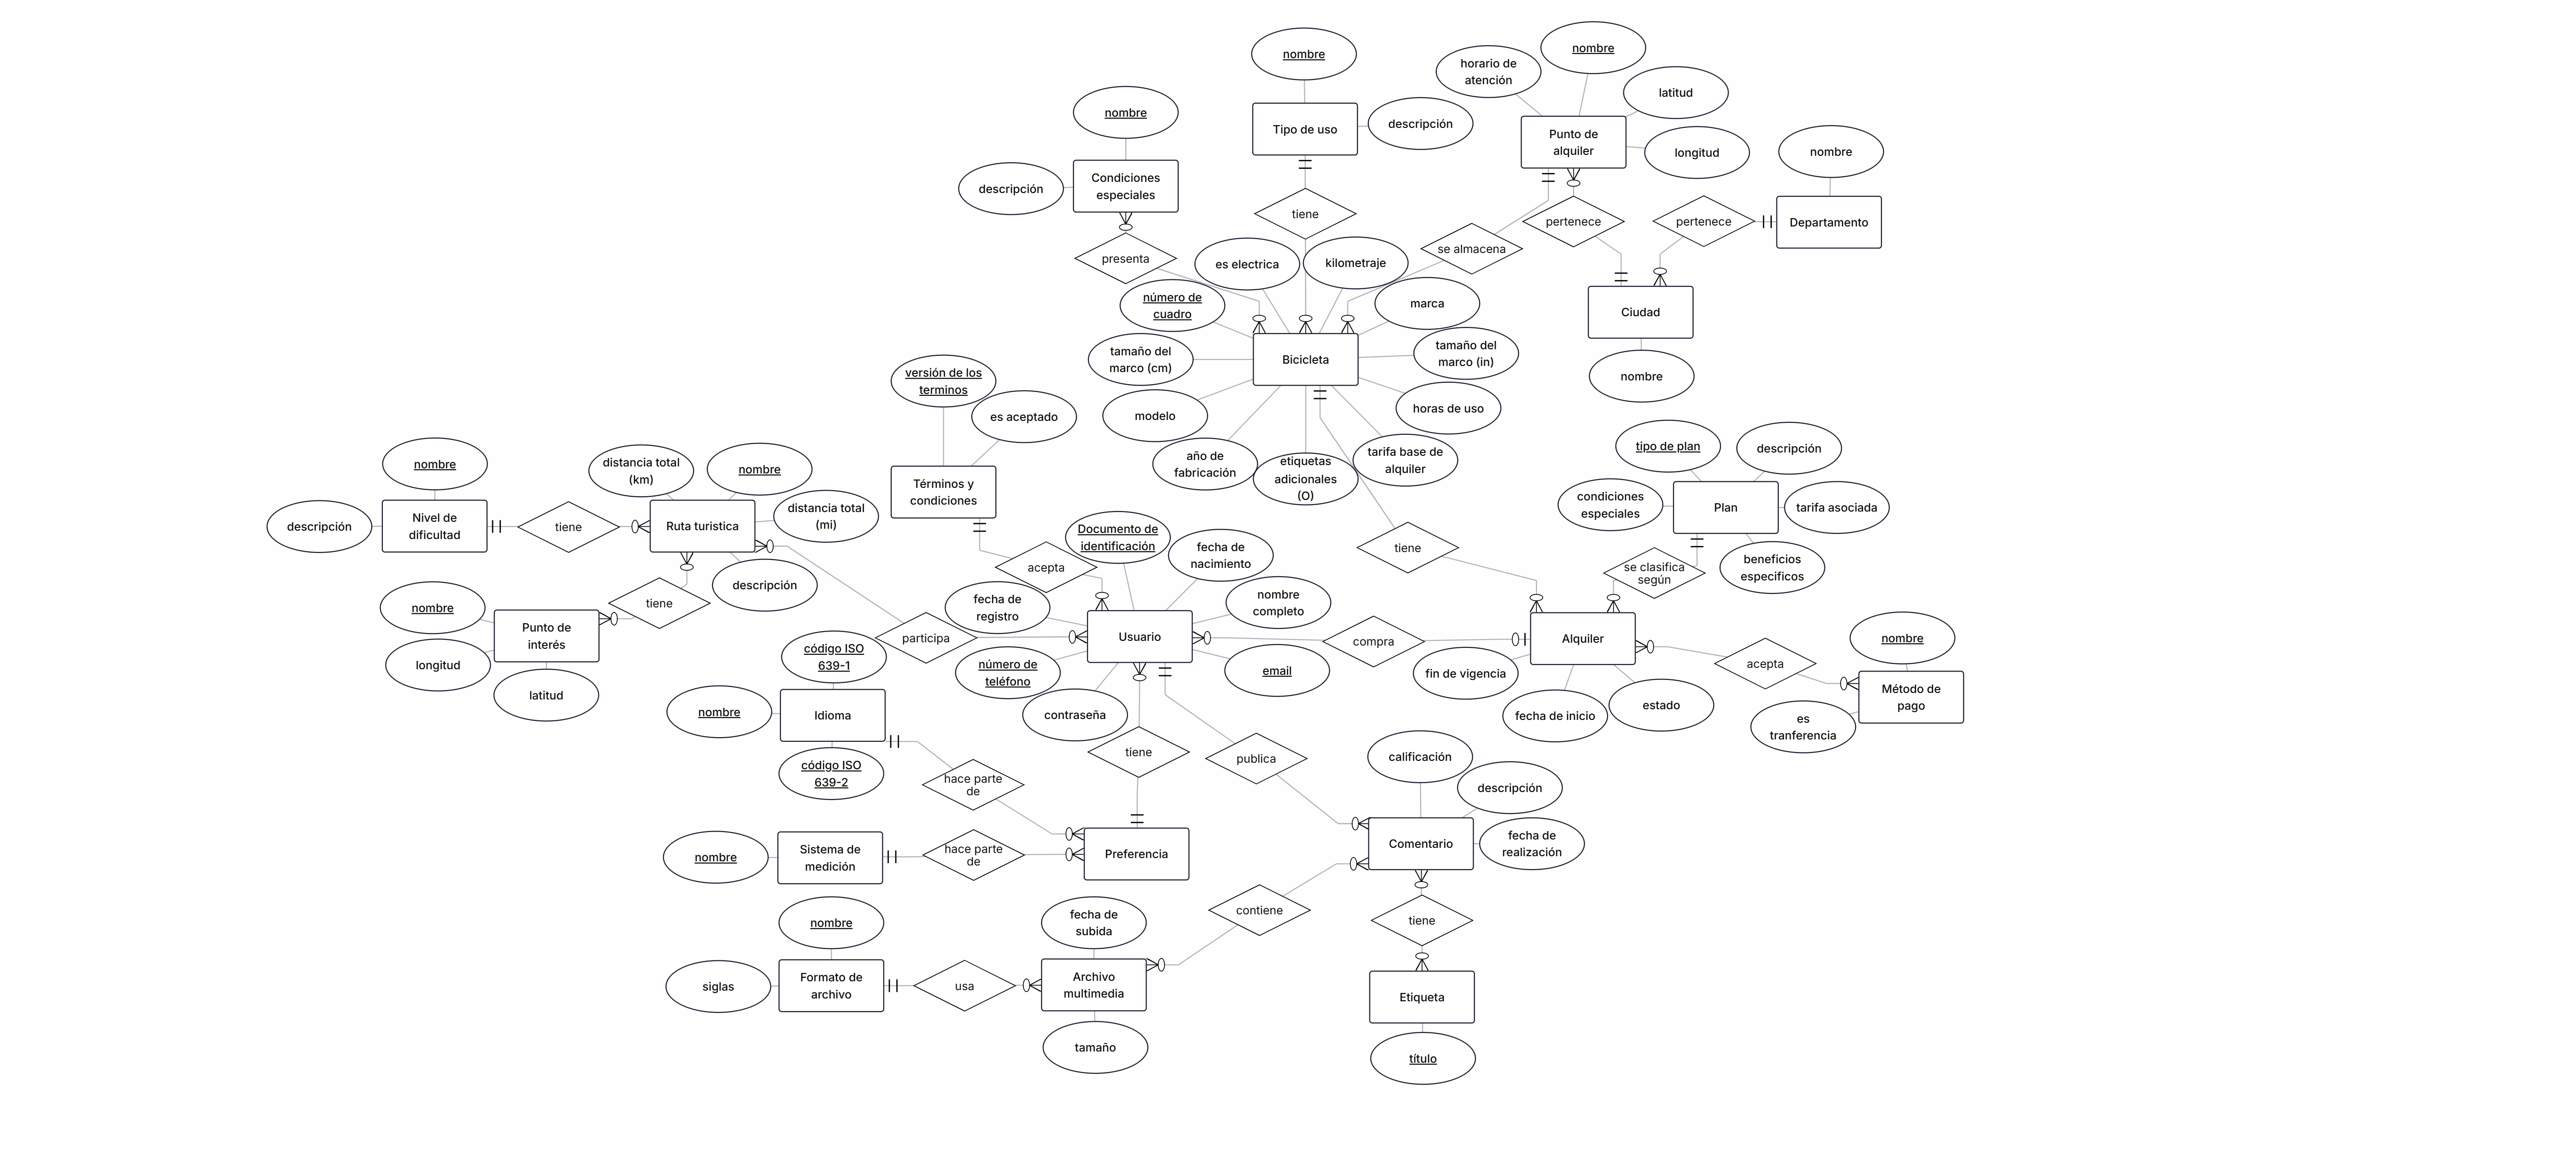 nombre
nombre
horario de
atención
latitud
nombre
Tipo de uso
descripción
Punto de
alquiler
longitud
nombre
Condiciones
especiales
descripción
tiene
pertenece
pertenece
Departamento
presenta
es electrica
kilometraje
se almacena
número de
cuadro
marca
Ciudad
tamaño del
marco (cm)
Bicicleta
tamaño del
marco (in)
nombre
versión de los
terminos
es aceptado
modelo
horas de uso
año de
fabricación
etiquetas
adicionales
(O)
tarifa base de
alquiler
tipo de plan
descripción
nombre
distancia total
(km)
nombre
Términos y
condiciones
condiciones
especiales
Plan
tarifa asociada
descripción
Nivel de
dificultad
tiene
Ruta turistica
distancia total
(mi)
Documento de
identificación
fecha de
nacimiento
tiene
acepta
se clasifica
según
beneficios
especificos
descripción
nombre
tiene
fecha de
registro
nombre
completo
Punto de
interés
participa
Usuario
compra
Alquiler
nombre
longitud
latitud
código ISO
639-1
número de
teléfono
email
fin de vigencia
acepta
Método de
pago
nombre
Idioma
contraseña
fecha de inicio
estado
es
tranferencia
código ISO
639-2
hace parte
de
tiene
publica
calificación
descripción
nombre
Sistema de
medición
hace parte
de
Preferencia
Comentario
fecha de
realización
nombre
fecha de
subida
contiene
tiene
siglas
Formato de
archivo
usa
Archivo
multimedia
Etiqueta
tamaño
título